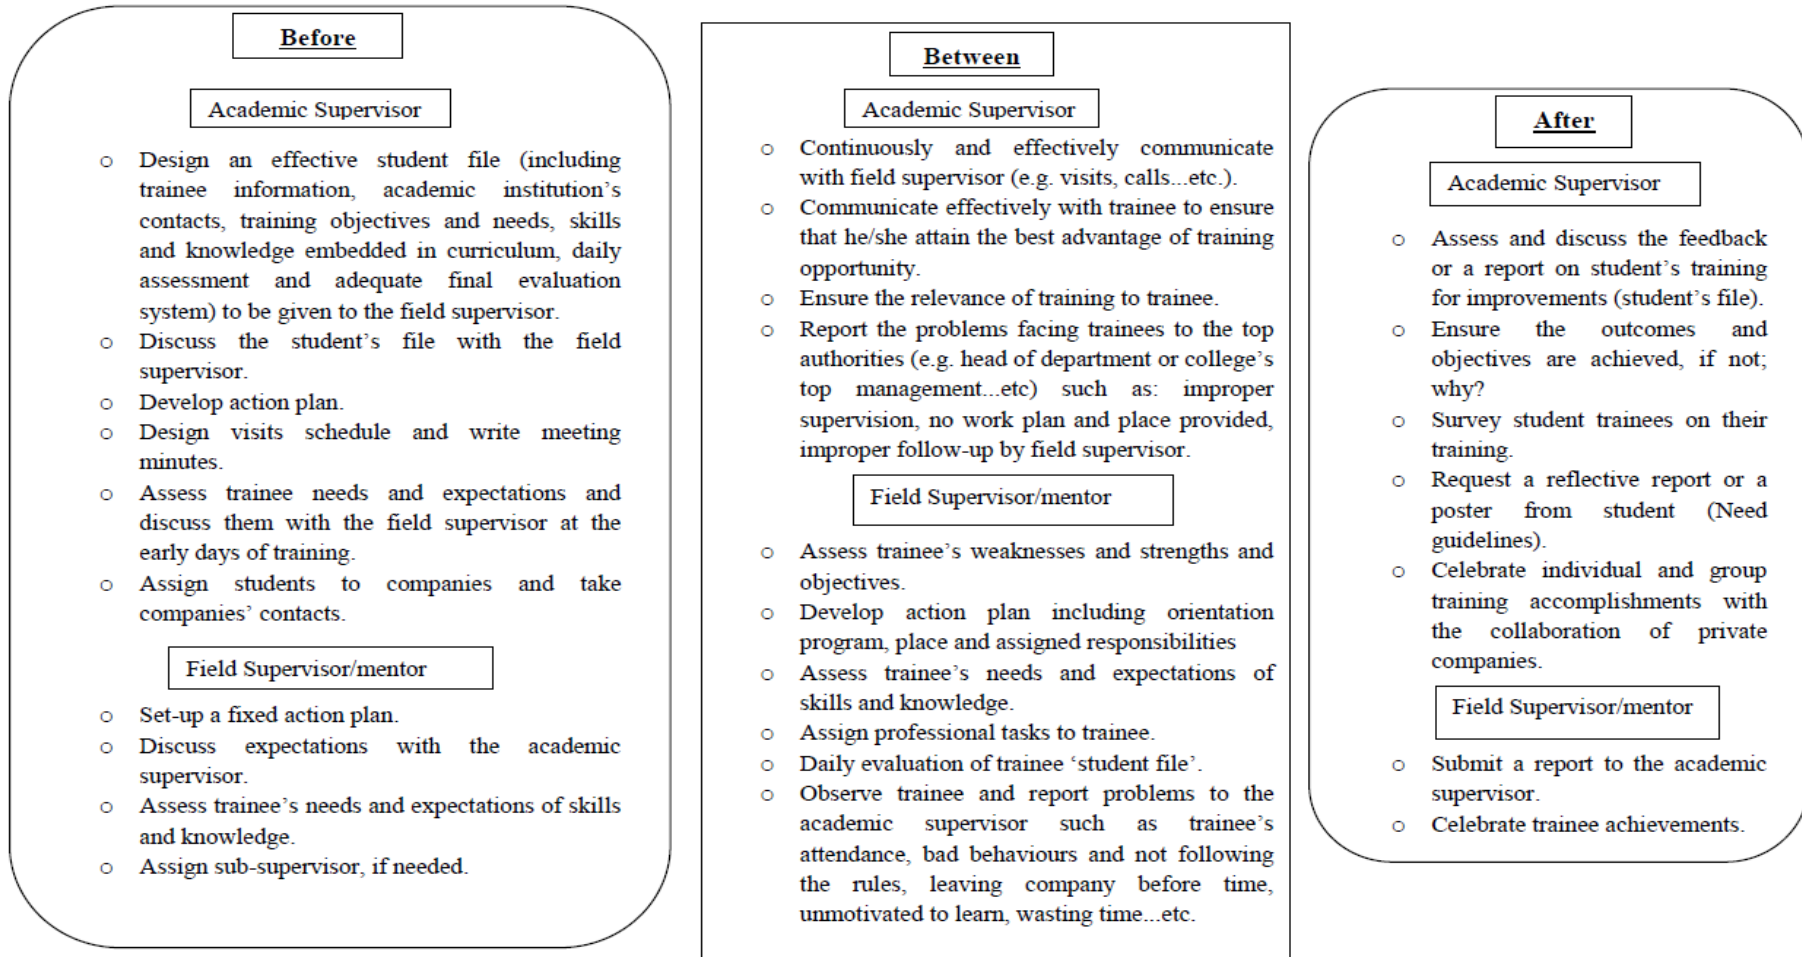 Before
Academic Supervisor
o Design an effective student file (including
trainee information, academic institution's
contacts, training objectives and needs, skills
and knowledge embedded in curriculum, daily
assessment and adequate final evaluation
system) to be given to the field supervisor.
o Discuss the student's file with the field
supervisor.
o Develop action plan.
o Design visits schedule and write meeting
minutes.
o Assess trainee needs and expectations and
discuss them with the field supervisor at the
early days of training.
o Assign students to companies and take
companies' contacts.
Field Supervisor/mentor
o Set-up a fixed action plan.
o Discuss expectations with the academic
supervisor.
o Assess trainee's needs and expectations of skills
and knowledge.
o Assign sub-supervisor, if needed.
Between
Academic Supervisor
o Continuously and effectively communicate
with field supervisor (e.g. visits, calls...etc.).
o Communicate effectively with trainee to ensure
that he/she attain the best advantage of training
opportunity.
o Ensure the relevance of training to trainee.
o Report the problems facing trainees to the top
authorities (e.g. head of department or college's
top management...etc) such as: improper
supervision, no work plan and place provided,
improper follow-up by field supervisor.
Field Supervisor/mentor
o Assess trainee's weaknesses and strengths and
objectives.
o Develop action plan including orientation
program, place and assigned responsibilities
o Assess trainee's needs and expectations of
skills and knowledge.
o Assign professional tasks to trainee.
o Daily evaluation of trainee 'student file'.
o Observe trainee and report problems to the
academic supervisor such as trainee's
attendance, bad behaviours and not following
the rules, leaving company before time,
unmotivated to learn, wasting time...etc.
After
Academic Supervisor
o Assess and discuss the feedback
or a report on student's training
for improvements (student's file).
o Ensure the outcomes and
objectives are achieved, if not;
why?
o Survey student trainees on their
training.
o Request a reflective report or a
poster from student (Need
guidelines).
o Celebrate individual and group
training accomplishments with
the collaboration of private
companies.
Field Supervisor/mentor
o Submit a report to the academic
supervisor.
o Celebrate trainee achievements.